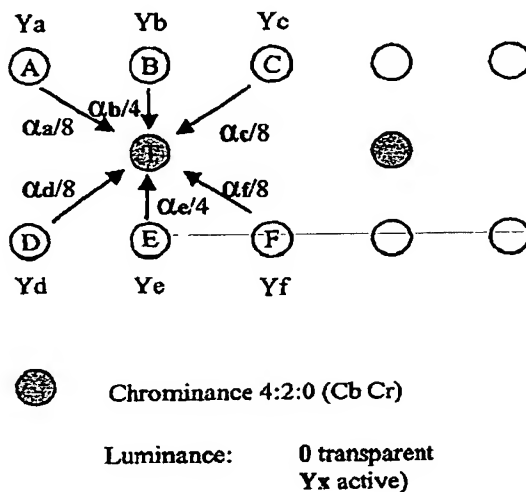 Ya Yb Yc
A B C
αb/4
αa/8 αc/8
T
αd/8 αf/8
αe/4
D E F
Yd Ye Yf
Chrominance 4:2:0 (Cb Cr)
Luminance: 0 transparent
Yx active)